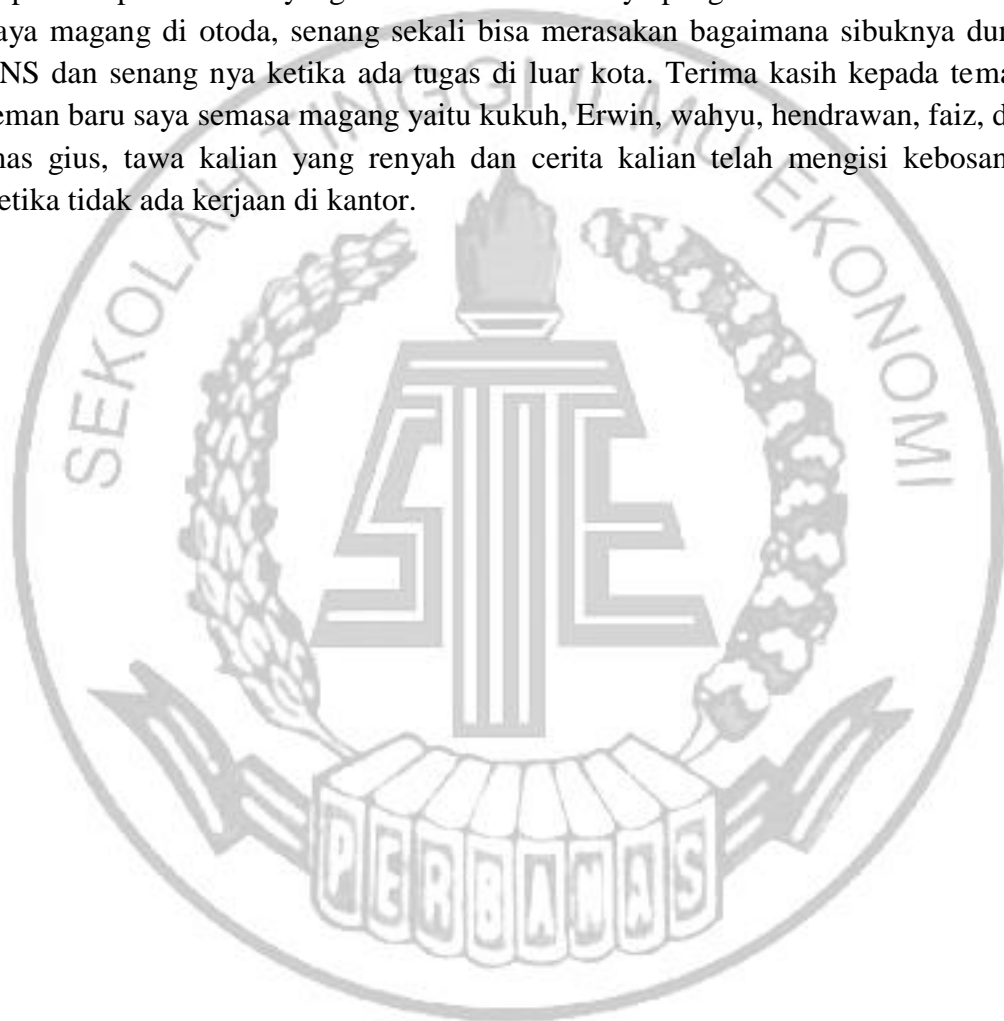 aya magang di otoda, senang sekali bisa merasakan bagaimana sibuknya dun
NS dan senang nya ketika ada tugas di luar kota. Terima kasih kepada tema
eman baru saya semasa magang yaitu kukuh, Erwin, wahyu, hendrawan, faiz, d
nas gius, tawa kalian yang renyah dan cerita kalian telah mengisi kebosan
etika tidak ada kerjaan di kantor.
SEKOLAH TINGGI ILMU EKONOMI
STIE
PERBANAS